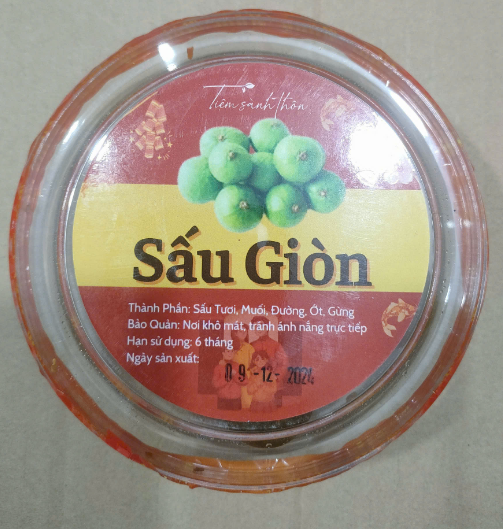 Tiệm sành thôn
Sấu Giòn
Thành Phần: Sấu Tươi, Muối, Đường, Ớt, Gừng
Bảo Quản: Nơi khô mát, tránh ánh nắng trực tiếp
Hạn sử dụng: 6 tháng
Ngày sản xuất:
09 -12- 2024